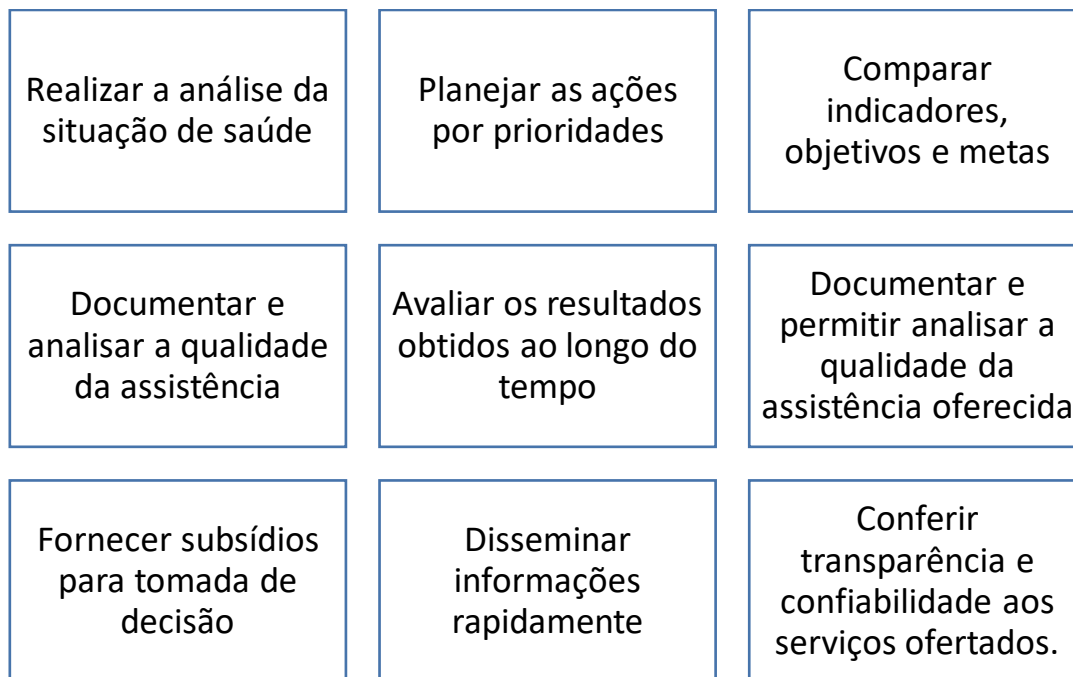 Realizar a análise da
situação de saúde
Planejar as ações
por prioridades
Comparar
indicadores,
objetivos e metas
Documentar e
analisar a qualidade
da assistência
Avaliar os resultados
obtidos ao longo do
tempo
Documentar e
permitir analisar a
qualidade da
assistência oferecida
Fornecer subsídios
para tomada de
decisão
Disseminar
informações
rapidamente
Conferir
transparência e
confiabilidade aos
serviços ofertados.